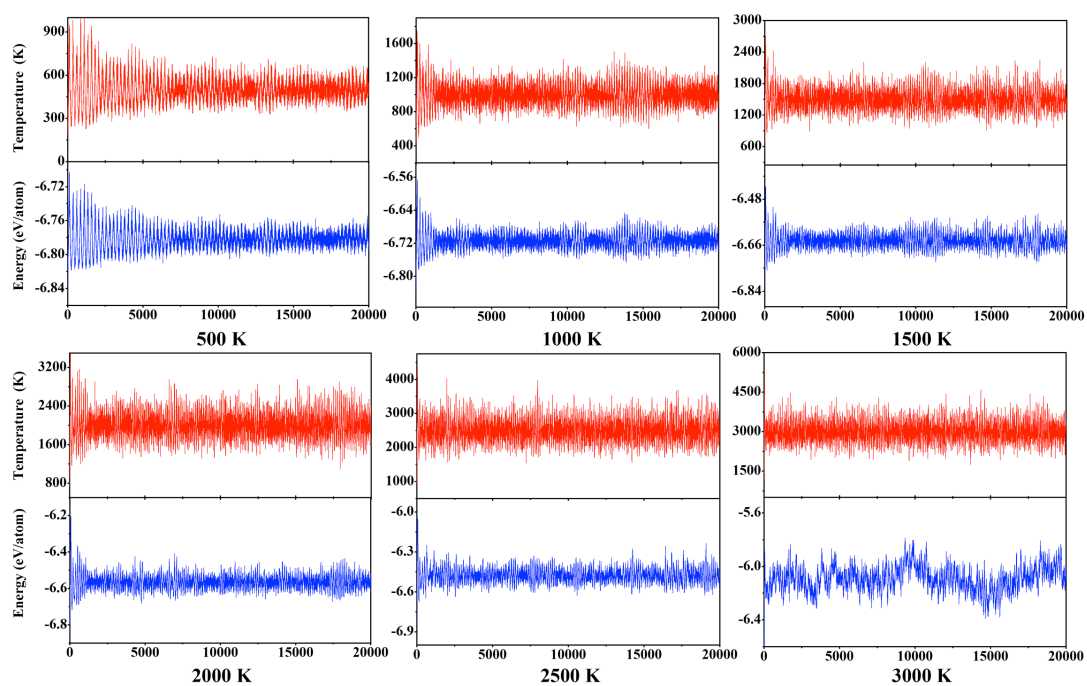 Temperature (K)
900
600
300
0
Energy (eV/atom)
-6.72
-6.76
-6.80
-6.84
0 5000 10000 15000 20000
500 K
1600
1200
800
400
-6.56
-6.64
-6.72
-6.80
0 5000 10000 15000 20000
1000 K
3000
2400
1800
1200
600
-6.48
-6.66
-6.84
0 5000 10000 15000 20000
1500 K
Temperature (K)
3200
2400
1600
800
Energy (eV/atom)
-6.2
-6.4
-6.6
-6.8
0 5000 10000 15000 20000
2000 K
4000
3000
2000
1000
-6.0
-6.3
-6.6
-6.9
0 5000 10000 15000 20000
2500 K
6000
4500
3000
1500
-5.6
-6.0
-6.4
0 5000 10000 15000 20000
3000 K